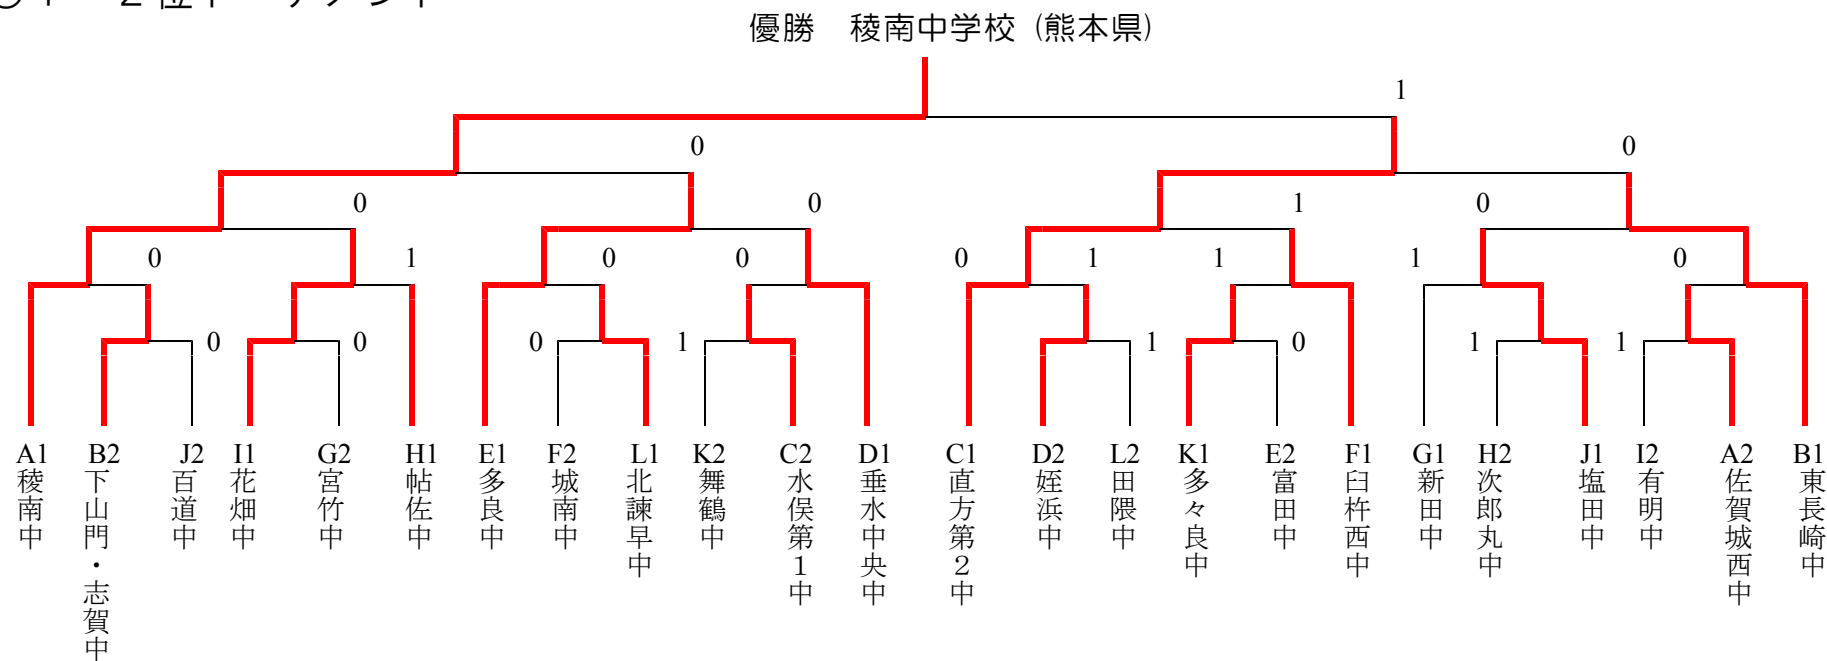 優勝 稜南中学校 (熊本県)
1
0 0
0 0 1 0
0 1 0 0 0 1 1 1 0
0 0 0 1 1 0 1 1
A1 B2 J2 I1 G2 H1 E1 F2 L1 K2 C2 D1 C1 D2 L2 K1 E2 F1 G1 H2 J1 I2 A2 B1
稜南中
下山門・志賀中
百道中
花畑中
宮竹中
帖佐中
多良中
城南中
北諫早中
舞鶴中
水俣第1中
垂水中央中
直方第2中
姪浜中
田隈中
多々良中
富田中
臼杵西中
新田中
次郎丸中
塩田中
有明中
佐賀城西中
東長崎中